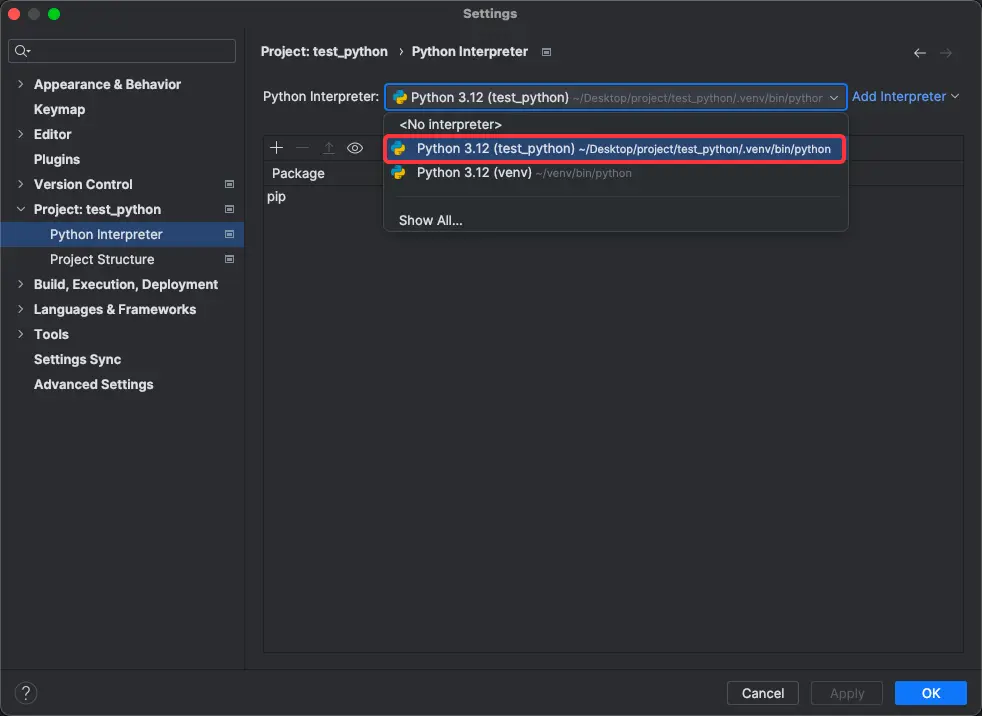 Settings
Project: test_python › Python Interpreter
Appearance & Behavior
Keymap
Editor
Plugins
Version Control
Project: test_python
Python Interpreter
Project Structure
Build, Execution, Deployment
Languages & Frameworks
Tools
Settings Sync
Advanced Settings
Python Interpreter: Python 3.12 (test_python) ~/Desktop/project/test_python/.venv/bin/python Add Interpreter
<No interpreter>
Python 3.12 (test_python) ~/Desktop/project/test_python/.venv/bin/python
Python 3.12 (venv) ~/venv/bin/python
Show All...
Package
pip
?
Cancel
Apply
OK